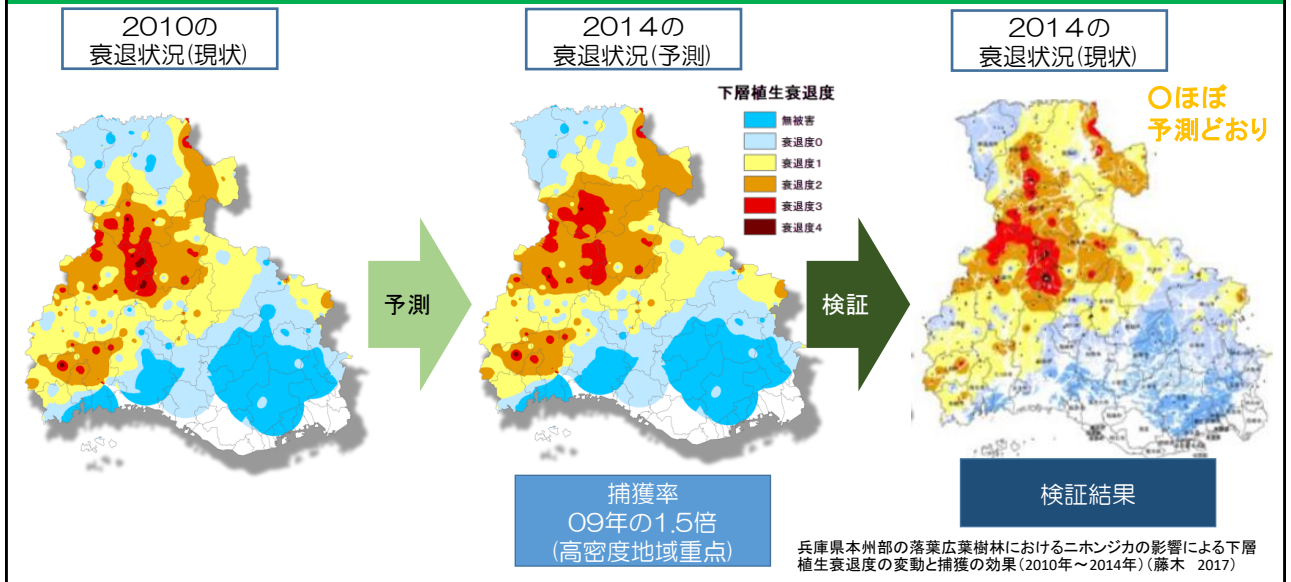 2010の
衰退状況(現状)
2014の
衰退状況(予測)
2014の
衰退状況(現状)
〇ほぼ
予測どおり
下層植生衰退度
無被害
衰退度0
衰退度1
衰退度2
衰退度3
衰退度4
予測
検証
捕獲率
09年の1.5倍
(高密度地域重点)
検証結果
兵庫県本州部の落葉広葉樹林におけるニホンジカの影響による下層
植生衰退度の変動と捕獲の効果(2010年～2014年)(藤木 2017)